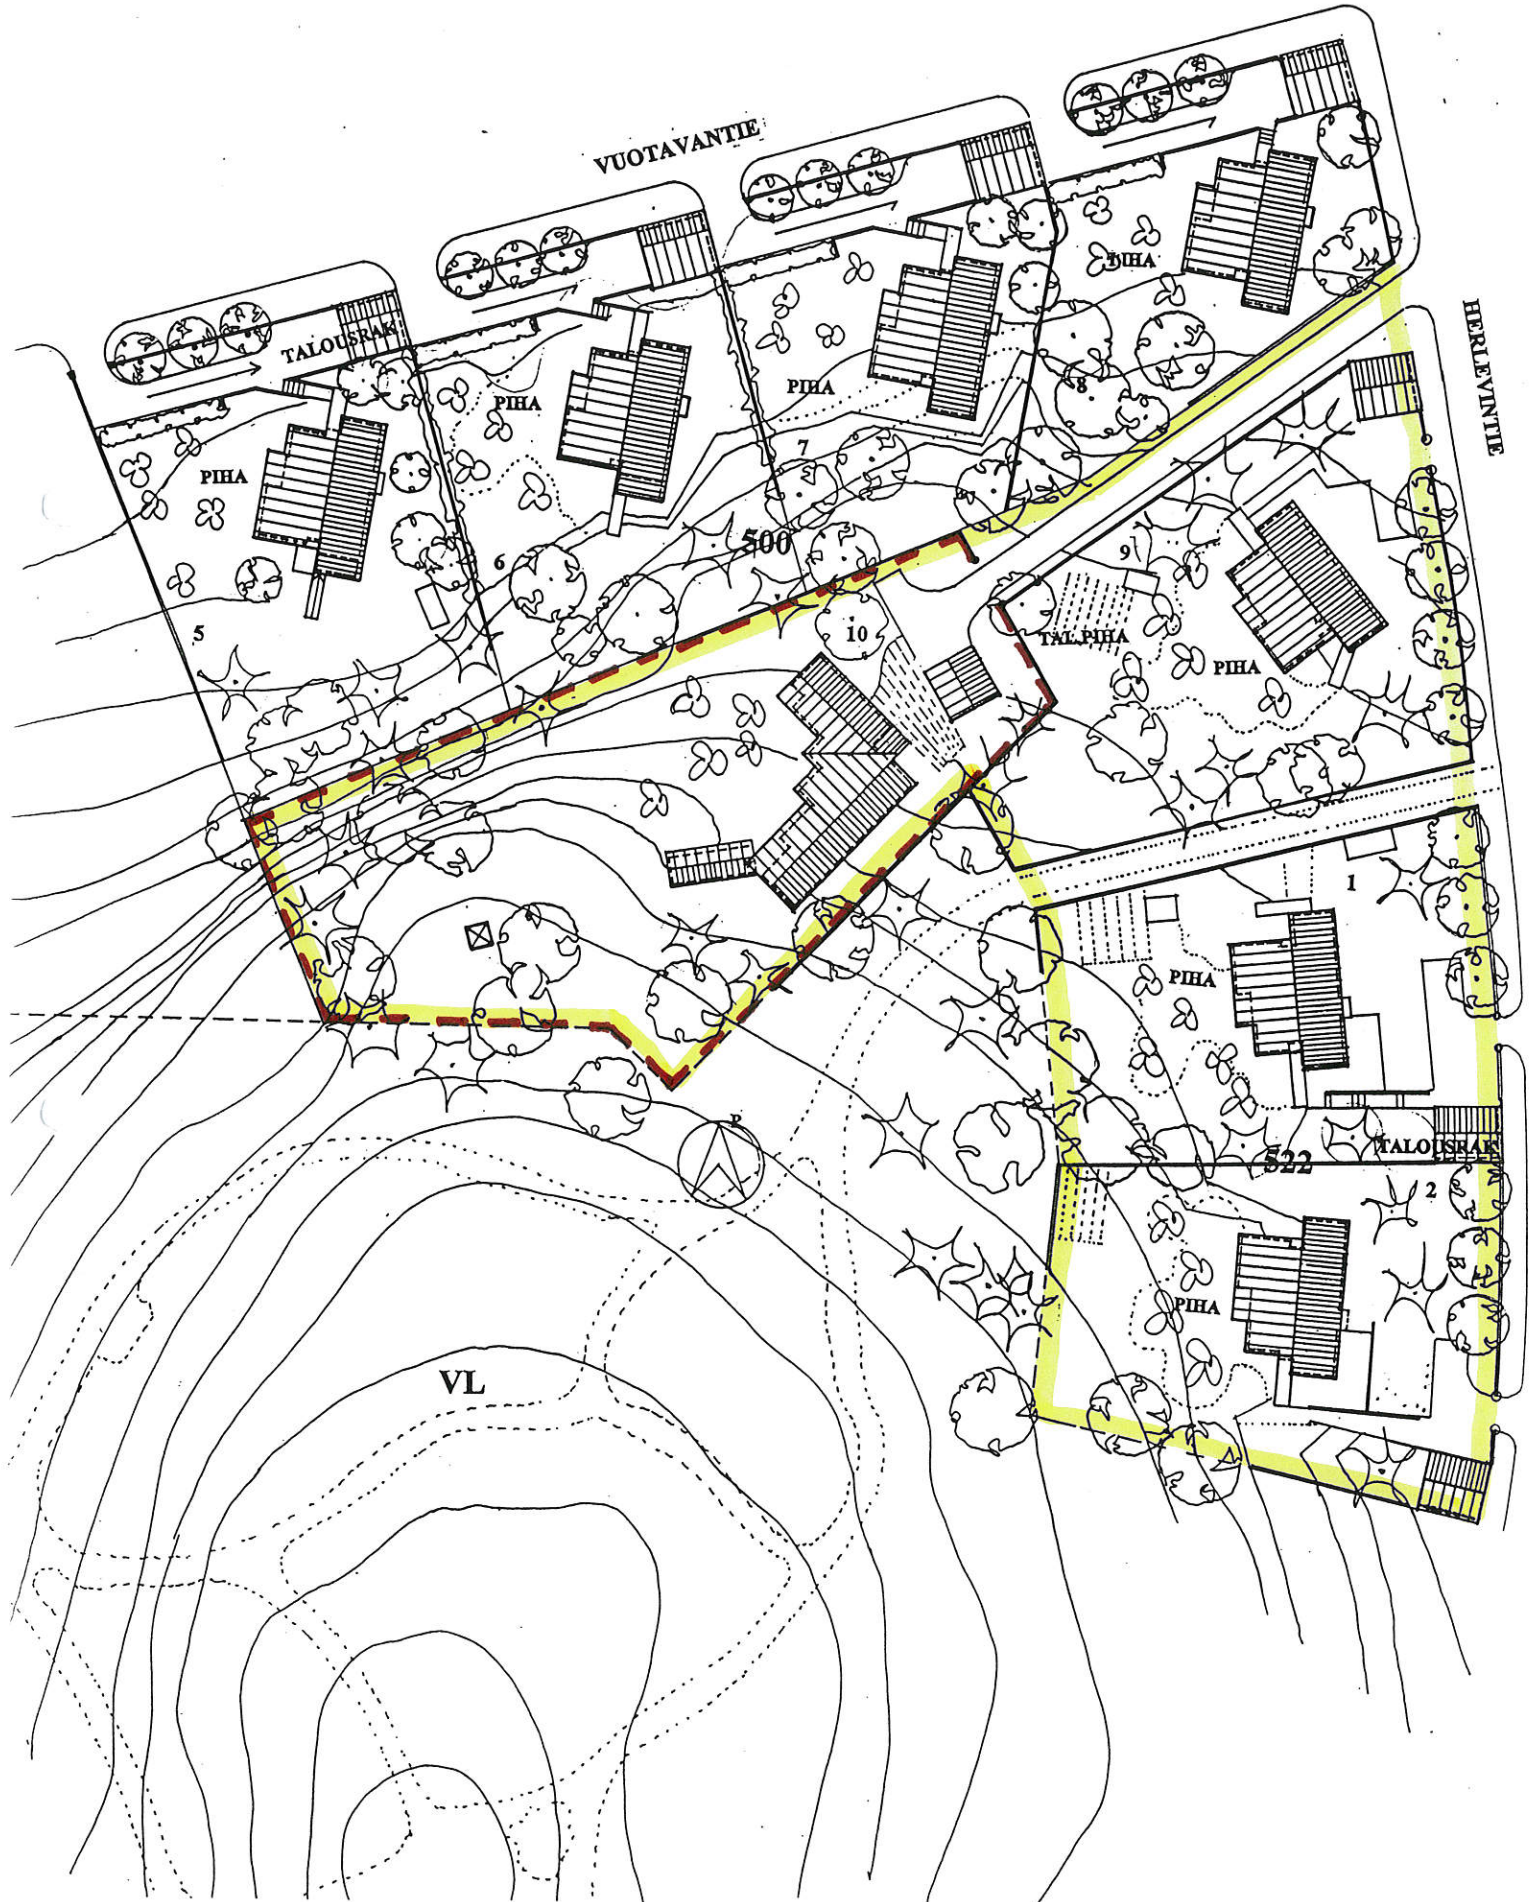 VUOTAVANTIE
HERLEVINTIE
TALOUSRAK
PIHA
PIHA
PIHA
PIHA
5
6
7
8
500
9
10
TAL.PIHA
PIHA
1
PIHA
P
TALOUSRAK
522
2
PIHA
VL